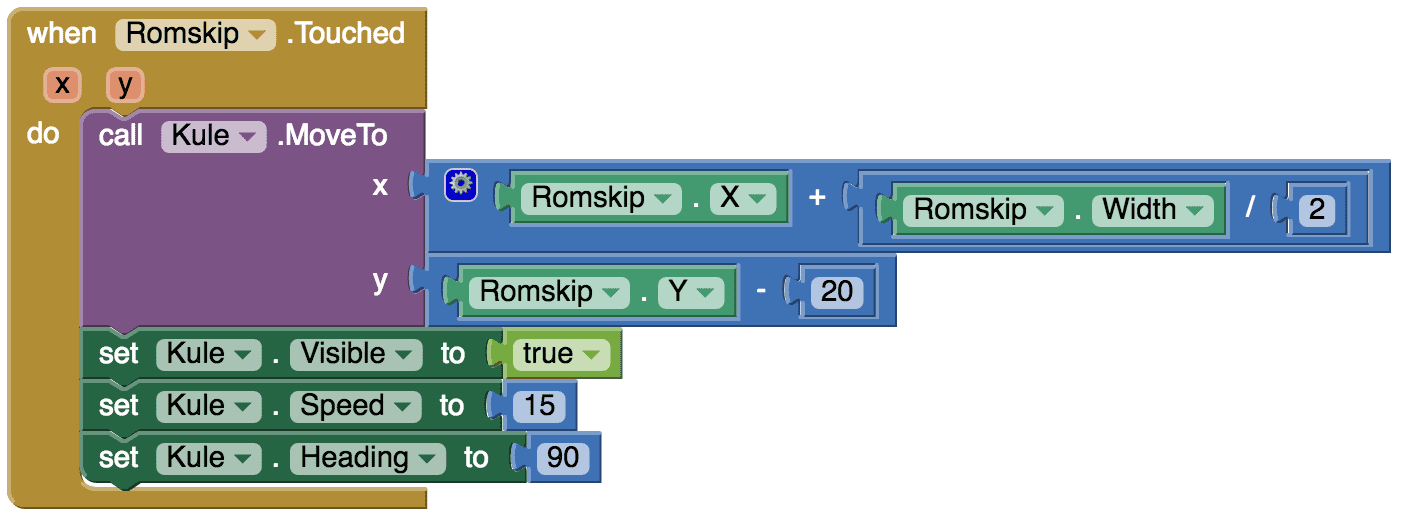 when Romskip .Touched
x y
do call Kule .MoveTo
x Romskip . X + Romskip . Width / 2
y Romskip . Y - 20
set Kule . Visible to true
set Kule . Speed to 15
set Kule . Heading to 90